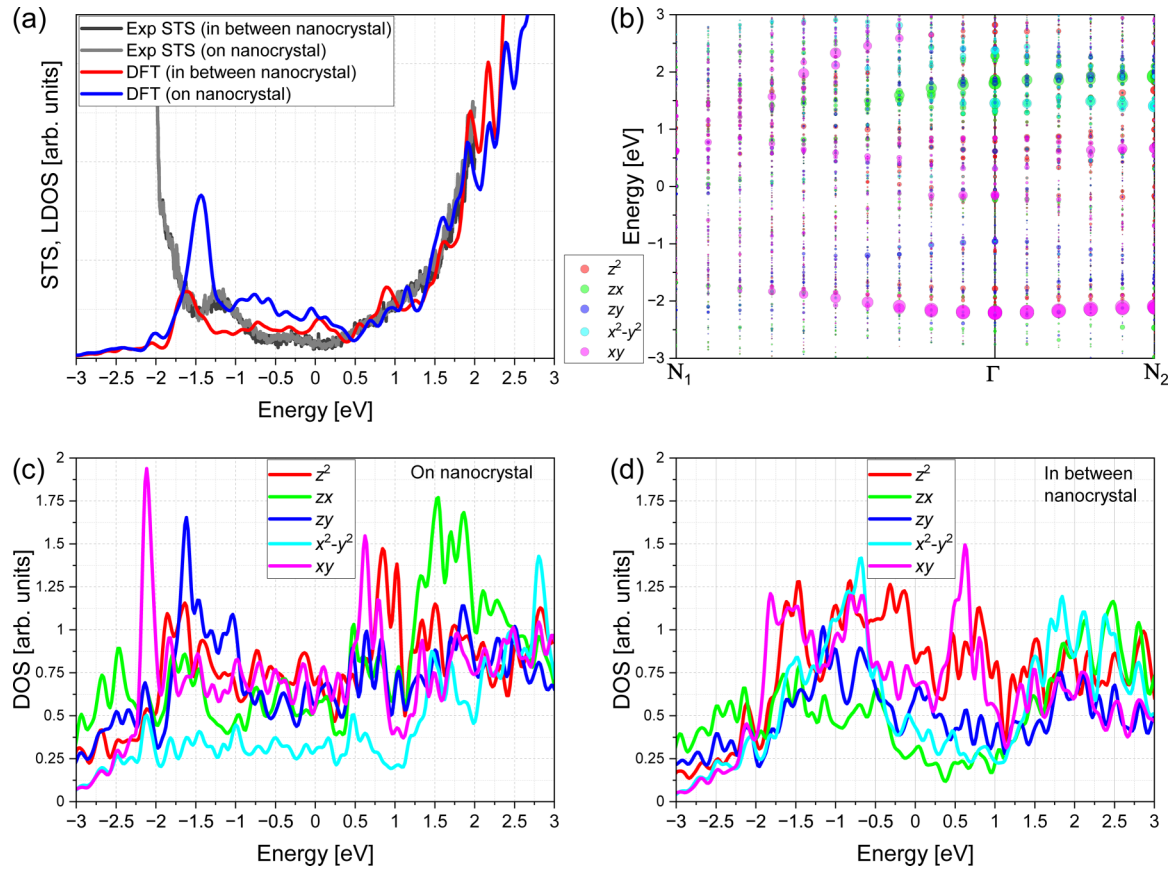 (a)
Exp STS (in between nanocrystal)
Exp STS (on nanocrystal)
DFT (in between nanocrystal)
DFT (on nanocrystal)
STS, LDOS [arb. units]
−3 −2.5 −2 −1.5 −1 −0.5 0 0.5 1 1.5 2 2.5 3
Energy [eV]
z²
zx
zy
x²-y²
xy
(b)
3
2
1
0
−1
−2
−3
Energy [eV]
N₁ Γ N₂
(c)
On nanocrystal
z²
zx
zy
x²-y²
xy
2
1.75
1.5
1.25
1
0.75
0.5
0.25
0
DOS [arb. units]
−3 −2.5 −2 −1.5 −1 −0.5 0 0.5 1 1.5 2 2.5 3
Energy [eV]
(d)
In between
nanocrystal
z²
zx
zy
x²-y²
xy
2
1.75
1.5
1.25
1
0.75
0.5
0.25
0
DOS [arb. units]
−3 −2.5 −2 −1.5 −1 −0.5 0 0.5 1 1.5 2 2.5 3
Energy [eV]